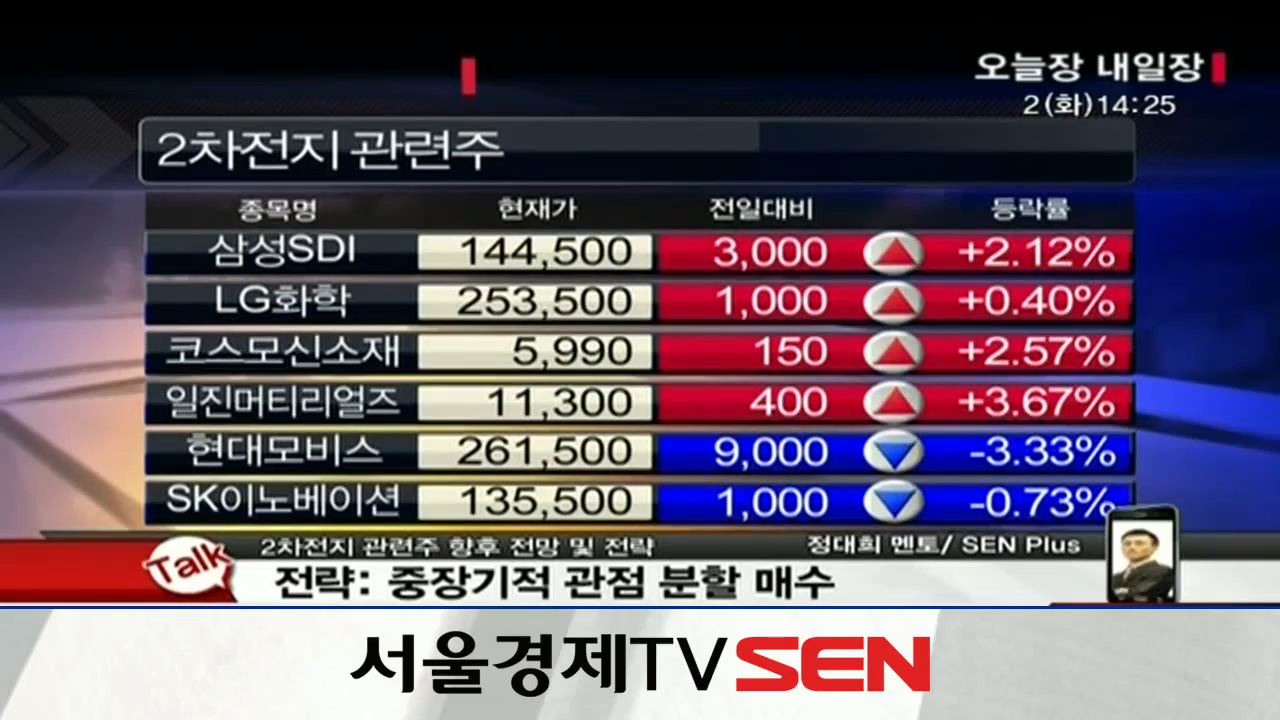 오늘장 내일장
2(화)14:25
2차전지 관련주
종목명 현재가 전일대비 등락률
삼성SDI 144,500 3,000 ▲ +2.12%
LG화학 253,500 1,000 ▲ +0.40%
코스모신소재 5,990 150 ▲ +2.57%
일진머티리얼즈 11,300 400 ▲ +3.67%
현대모비스 261,500 9,000 ▼ -3.33%
SK이노베이션 135,500 1,000 ▼ -0.73%
Talk 2차전지 관련주 향후 전망 및 전략 정대희 멘토/ SEN Plus
전략: 중장기적 관점 분할 매수
서울경제TV SEN